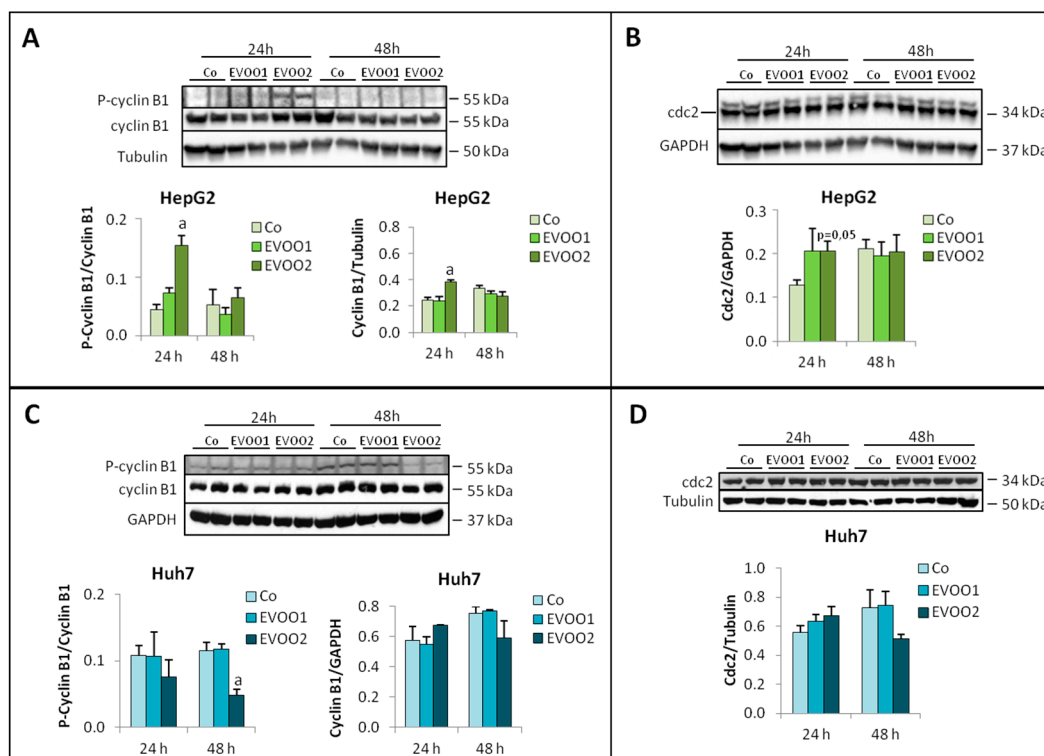 A
24h 48h
Co EVOO1 EVOO2 Co EVOO1 EVOO2
P-cyclin B1 55 kDa
cyclin B1 55 kDa
Tubulin 50 kDa
HepG2
P-Cyclin B1/Cyclin B1
0.2
0.1
0.0
a
24 h 48 h
Co
EVOO1
EVOO2
HepG2
Cyclin B1/Tubulin
0.8
0.6
0.4
0.2
0.0
a
24 h 48 h
Co
EVOO1
EVOO2
B
24h 48h
Co EVOO1 EVOO2 Co EVOO1 EVOO2
cdc2 34 kDa
GAPDH 37 kDa
HepG2
Cdc2/GAPDH
0.3
0.2
0.1
0.0
p=0,05
24 h 48 h
Co
EVOO1
EVOO2
C
24h 48h
Co EVOO1 EVOO2 Co EVOO1 EVOO2
P-cyclin B1 55 kDa
cyclin B1 55 kDa
GAPDH 37 kDa
Huh7
P-Cyclin B1/Cyclin B1
0.2
0.1
0.0
a
24 h 48 h
Co
EVOO1
EVOO2
Huh7
Cyclin B1/GAPDH
0.8
0.6
0.4
0.2
0.0
24 h 48 h
Co
EVOO1
EVOO2
D
24h 48h
Co EVOO1 EVOO2 Co EVOO1 EVOO2
cdc2 34 kDa
Tubulin 50 kDa
Huh7
Cdc2/Tubulin
1.0
0.8
0.6
0.4
0.2
0.0
24 h 48 h
Co
EVOO1
EVOO2